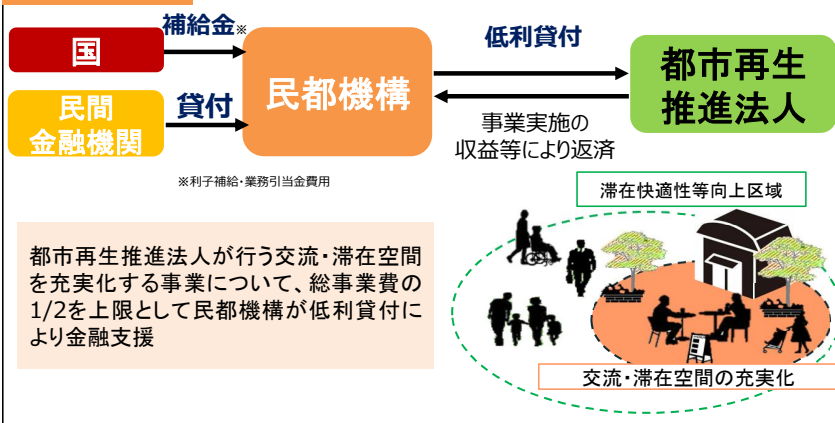 補給金※
国
民間
金融機関
貸付
民都機構
低利貸付
都市再生
推進法人
事業実施の
収益等により返済
※利子補給・業務引当金費用
滞在快適性等向上区域
都市再生推進法人が行う交流・滞在空間
を充実化する事業について、総事業費の
1/2を上限として民都機構が低利貸付に
より金融支援
交流・滞在空間の充実化